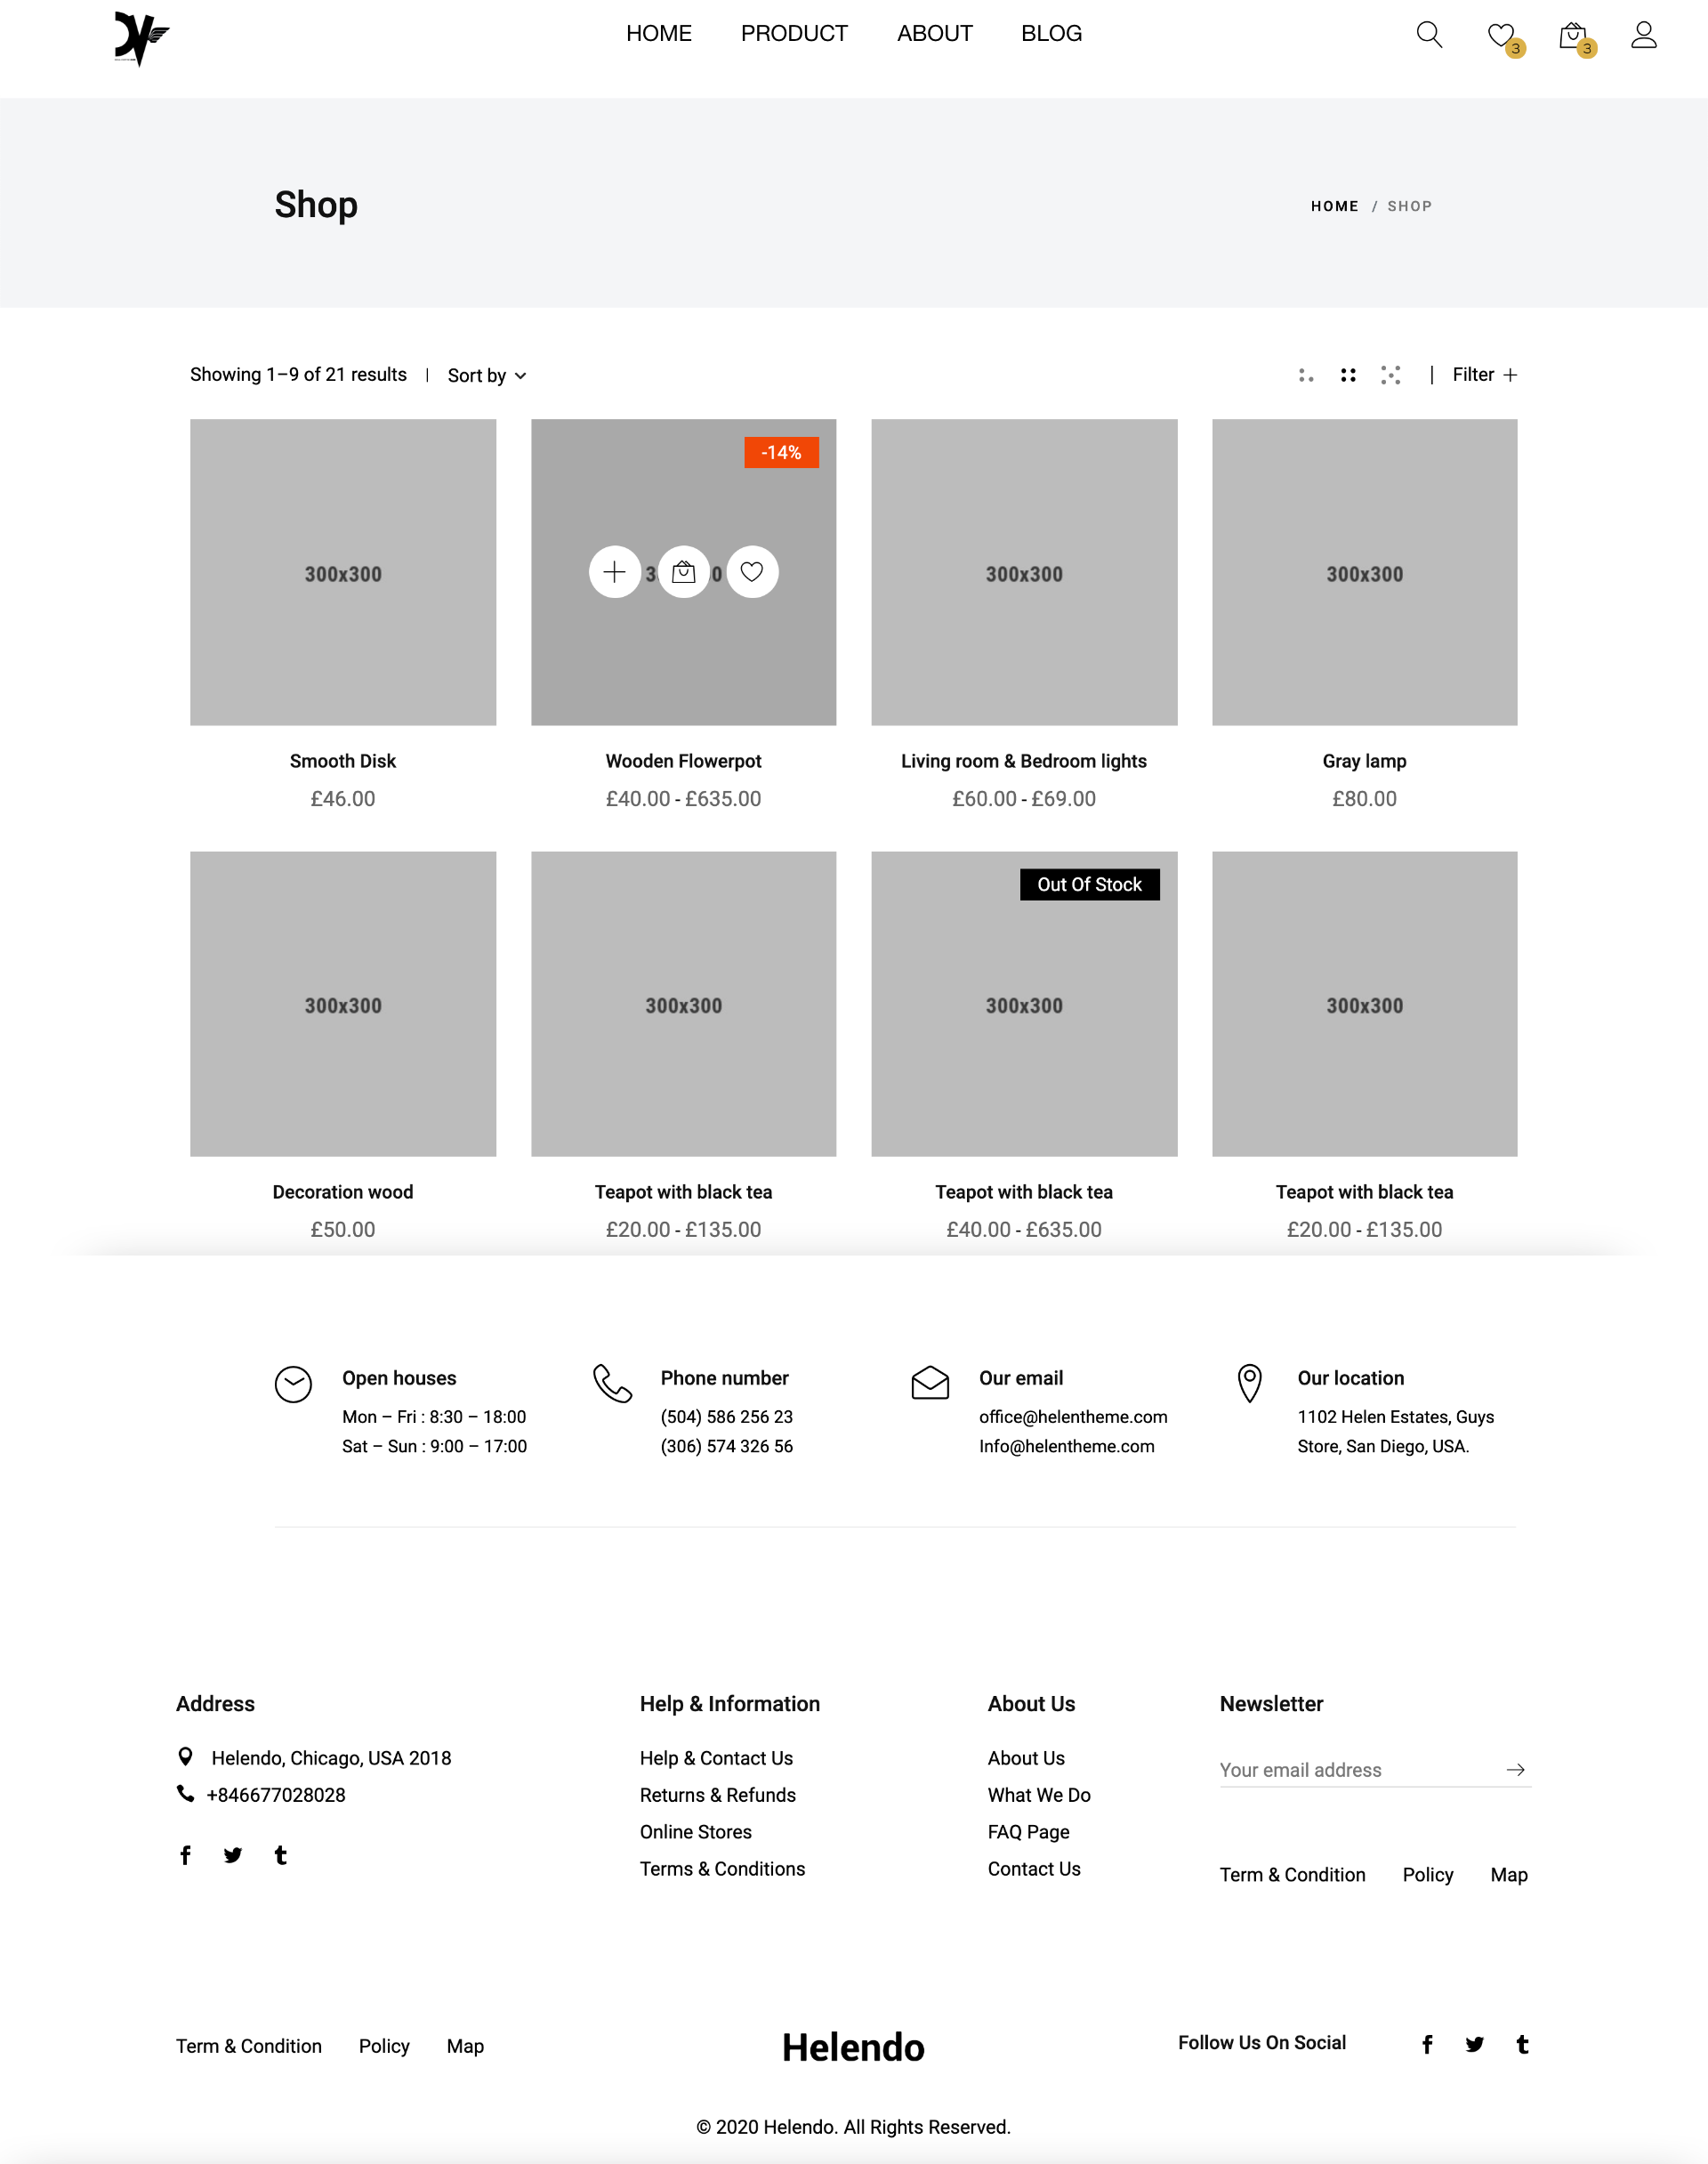 HOME PRODUCT ABOUT BLOG
3 3
Shop
HOME / SHOP
Showing 1–9 of 21 results | Sort by
| Filter
300x300
-14%
300x300
300x300
Smooth Disk
£46.00
Wooden Flowerpot
£40.00 - £635.00
Living room & Bedroom lights
£60.00 - £69.00
Gray lamp
£80.00
300x300
300x300
Out Of Stock
300x300
300x300
Decoration wood
£50.00
Teapot with black tea
£20.00 - £135.00
Teapot with black tea
£40.00 - £635.00
Teapot with black tea
£20.00 - £135.00
Open houses
Mon – Fri : 8:30 – 18:00
Sat – Sun : 9:00 – 17:00
Phone number
(504) 586 256 23
(306) 574 326 56
Our email
office@helentheme.com
Info@helentheme.com
Our location
1102 Helen Estates, Guys
Store, San Diego, USA.
Address
Helendo, Chicago, USA 2018
+846677028028
Help & Information
Help & Contact Us
Returns & Refunds
Online Stores
Terms & Conditions
About Us
About Us
What We Do
FAQ Page
Contact Us
Newsletter
Your email address
Term & Condition Policy Map
Term & Condition Policy Map
Helendo
Follow Us On Social
© 2020 Helendo. All Rights Reserved.